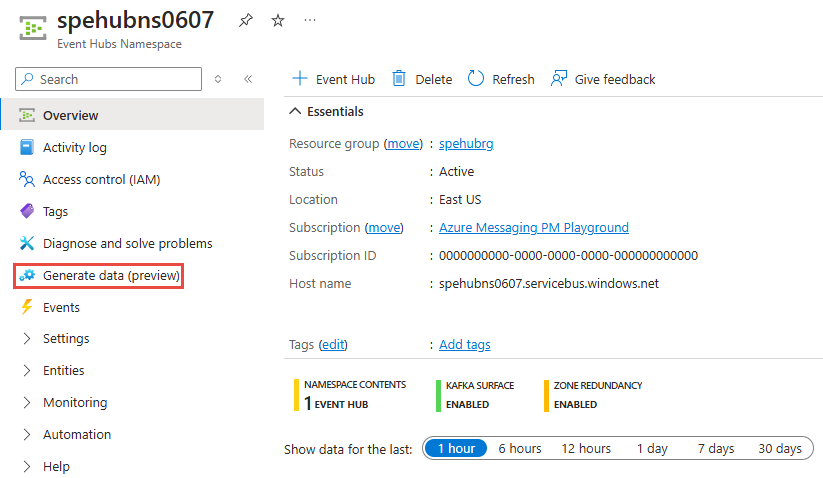 spehubns0607
Event Hubs Namespace
Search
Overview
Activity log
Access control (IAM)
Tags
Diagnose and solve problems
Generate data (preview)
Events
Settings
Entities
Monitoring
Automation
Help
Event Hub Delete Refresh Give feedback
Essentials
Resource group (move) : spehubrg
Status : Active
Location : East US
Subscription (move) : Azure Messaging PM Playground
Subscription ID : 0000000000-0000-0000-0000-000000000000
Host name : spehubns0607.servicebus.windows.net
Tags (edit) : Add tags
NAMESPACE CONTENTS
1 EVENT HUB
KAFKA SURFACE
ENABLED
ZONE REDUNDANCY
ENABLED
Show data for the last: 1 hour 6 hours 12 hours 1 day 7 days 30 days